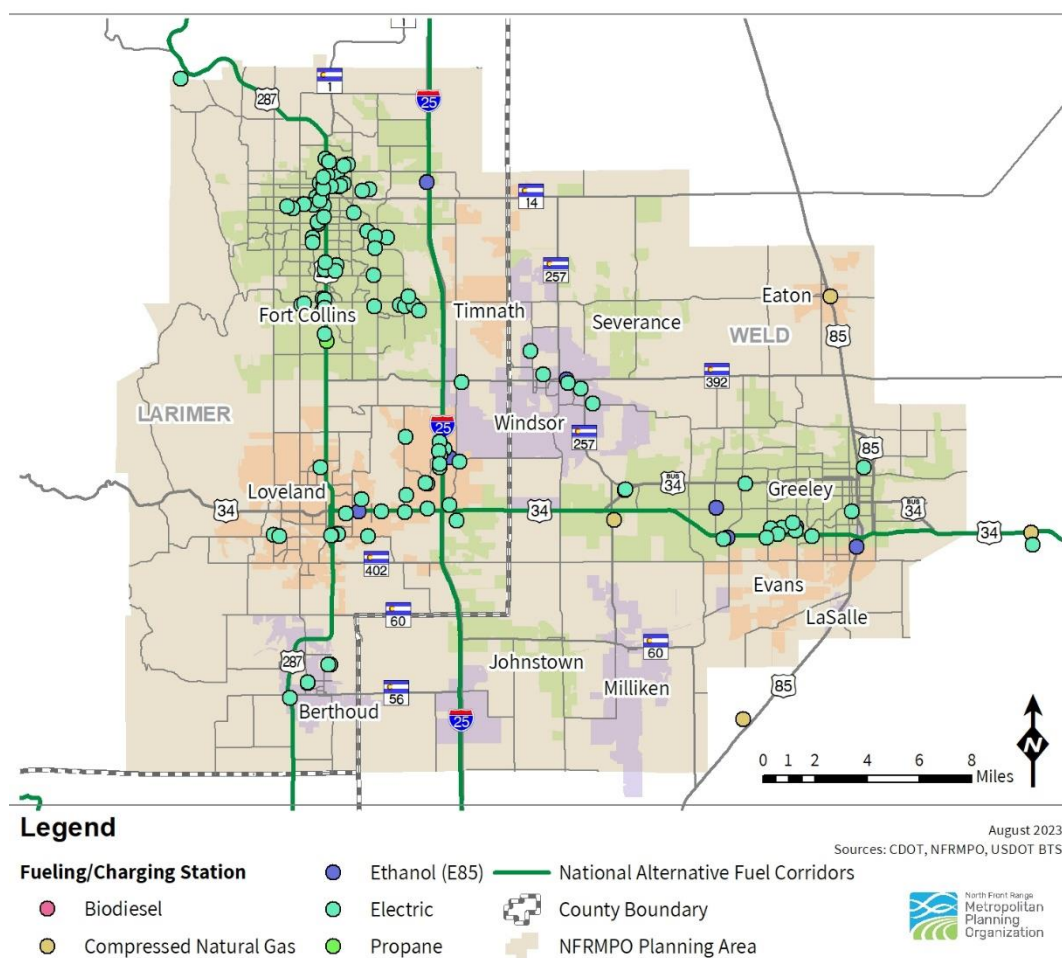 1
287
1
25
14
257
Eaton
Timnath
Severance
Fort Collins
WELD
85
392
LARIMER
25
Windsor
257
85
BUS
34
Loveland
Greeley
34
34
BUS
34
34
402
Evans
60
LaSalle
60
287
Johnstown
85
56
Milliken
Berthoud
25
N
0 1 2 4 6 8
Miles
Legend
August 2023
Sources: CDOT, NFRMPO, USDOT BTS
Fueling/Charging Station
Biodiesel
Compressed Natural Gas
Ethanol (E85)
Electric
Propane
National Alternative Fuel Corridors
County Boundary
NFRMPO Planning Area
North Front Range
Metropolitan
Planning
Organization